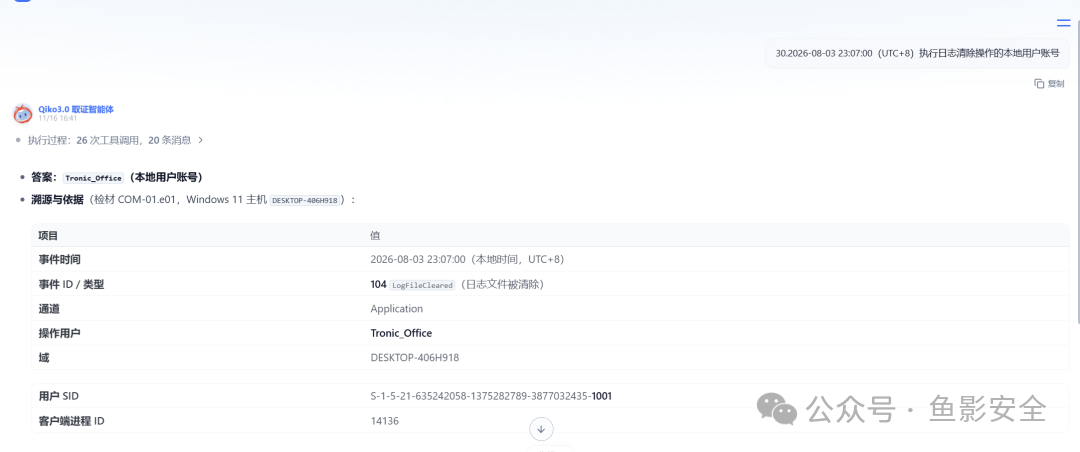 30.2026-08-03 23:07:00（UTC+8）执行日志清除操作的本地用户账号
复制
Qiko3.0 取证智能体
11/16 16:41
执行过程：26 次工具调用，20 条消息
答案：Tronic_Office（本地用户账号）
溯源与依据（检材 COM-01.e01，Windows 11 主机 DESKTOP-406H918）：
项目 值
事件时间 2026-08-03 23:07:00（本地时间，UTC+8）
事件 ID / 类型 104 LogFileCleared（日志文件被清除）
通道 Application
操作用户 Tronic_Office
域 DESKTOP-406H918
用户 SID S-1-5-21-635242058-1375282789-3877032435-1001
客户端进程 ID 14136
公众号 · 鱼影安全